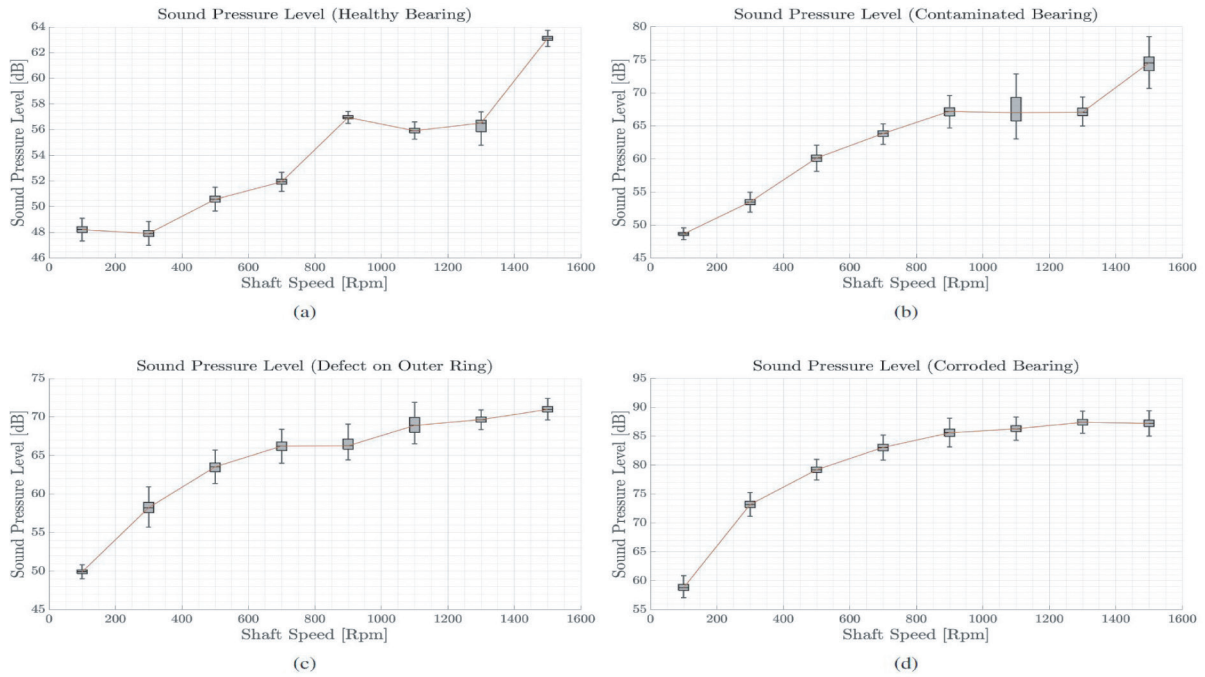 Sound Pressure Level (Healthy Bearing)
Sound Pressure Level [dB]
64
62
60
58
56
54
52
50
48
46
0 200 400 600 800 1000 1200 1400 1600
Shaft Speed [Rpm]
(a)
Sound Pressure Level (Contaminated Bearing)
Sound Pressure Level [dB]
80
75
70
65
60
55
50
45
0 200 400 600 800 1000 1200 1400 1600
Shaft Speed [Rpm]
(b)
Sound Pressure Level (Defect on Outer Ring)
Sound Pressure Level [dB]
75
70
65
60
55
50
45
0 200 400 600 800 1000 1200 1400 1600
Shaft Speed [Rpm]
(c)
Sound Pressure Level (Corroded Bearing)
Sound Pressure Level [dB]
95
90
85
80
75
70
65
60
55
0 200 400 600 800 1000 1200 1400 1600
Shaft Speed [Rpm]
(d)